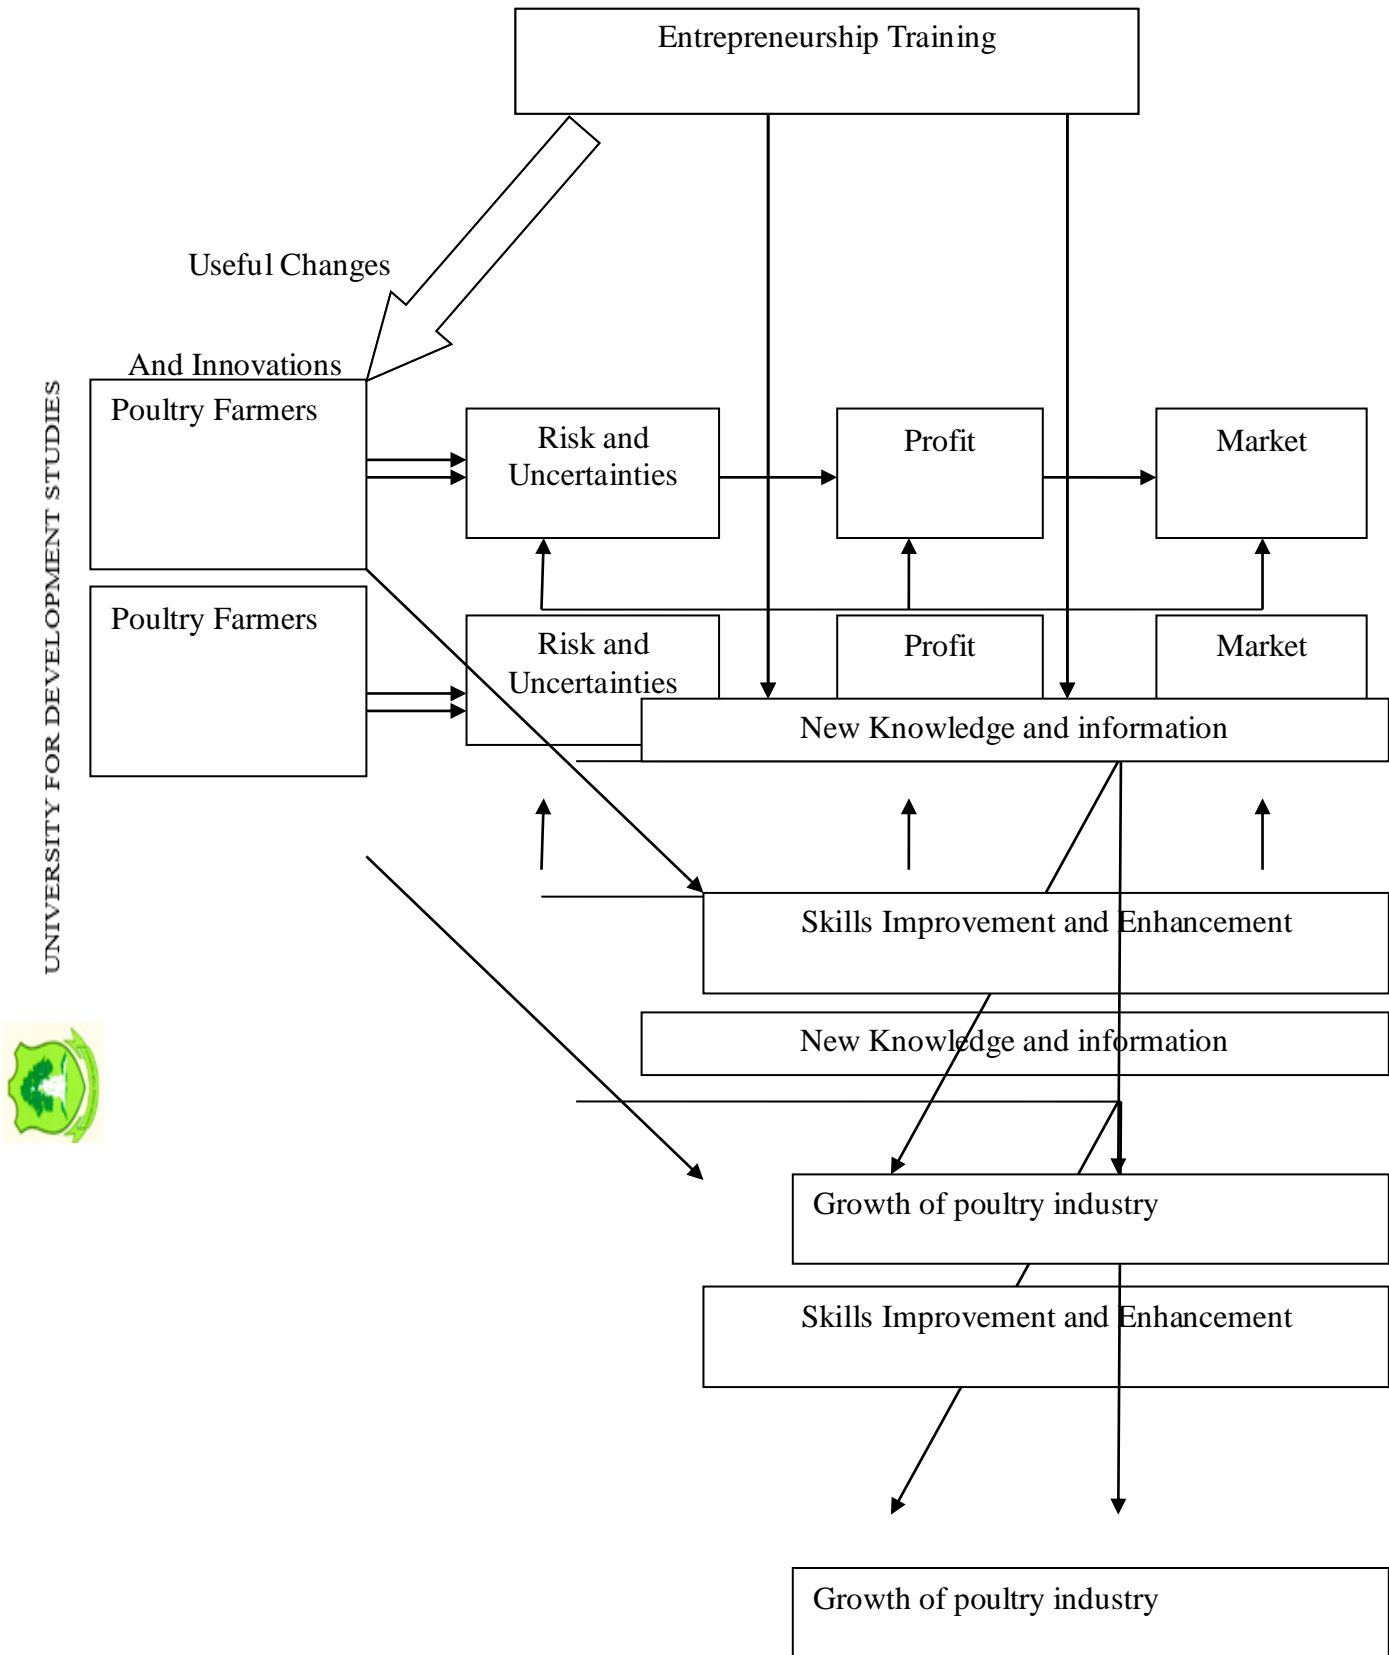 Entrepreneurship Training
Useful Changes
And Innovations
Poultry Farmers
Risk and
Uncertainties
Profit
Market
Poultry Farmers
Risk and
Uncertainties
Profit
Market
New Knowledge and information
Skills Improvement and Enhancement
New Knowledge and information
Growth of poultry industry
Skills Improvement and Enhancement
Growth of poultry industry
UNIVERSITY FOR DEVELOPMENT STUDIES